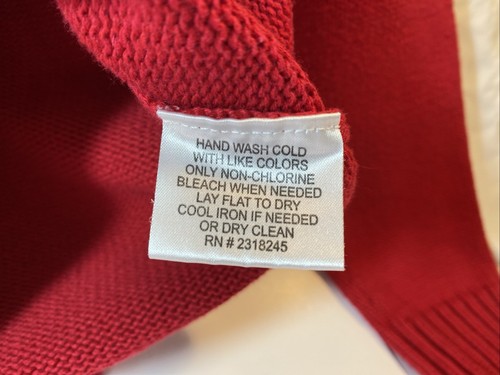 HAND WASH COLD
WITH LIKE COLORS
ONLY NON-CHLORINE
BLEACH WHEN NEEDED
LAY FLAT TO DRY
COOL IRON IF NEEDED
OR DRY CLEAN
RN # 2318245